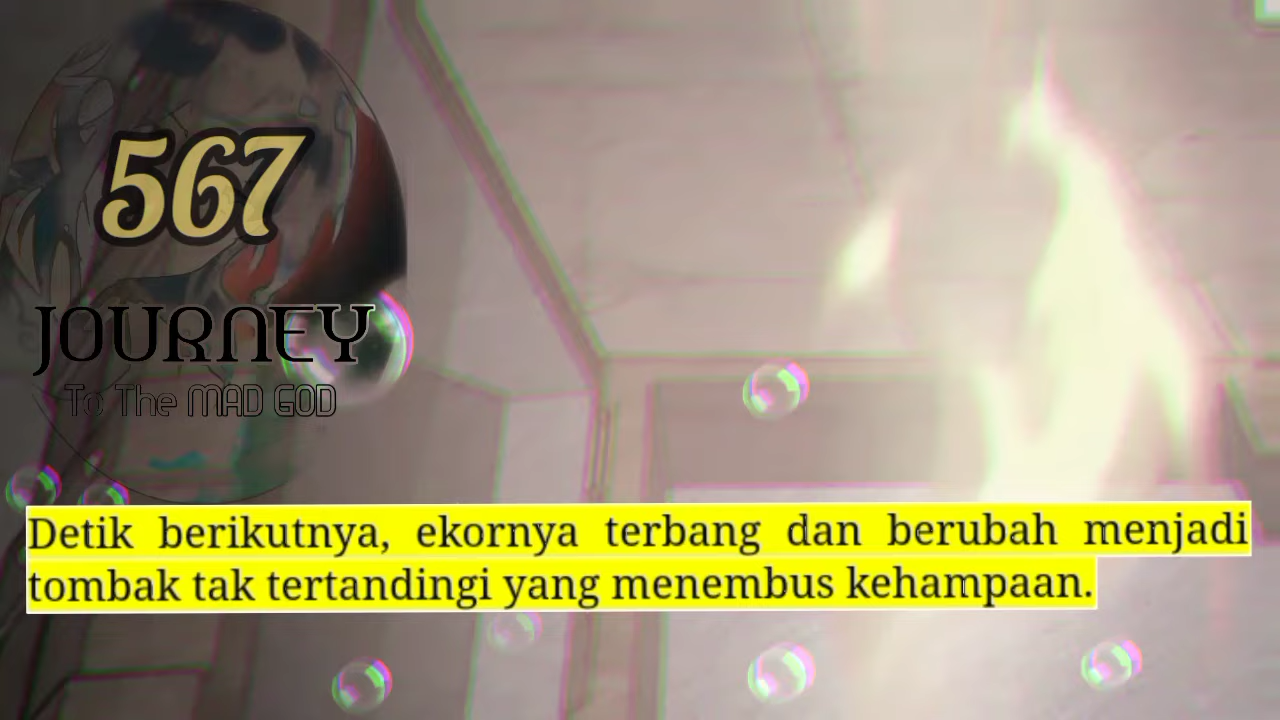 567
JOURNEY
To The MAD GOD
Detik berikutnya, ekornya terbang dan berubah menjadi
tombak tak tertandingi yang menembus kehampaan.